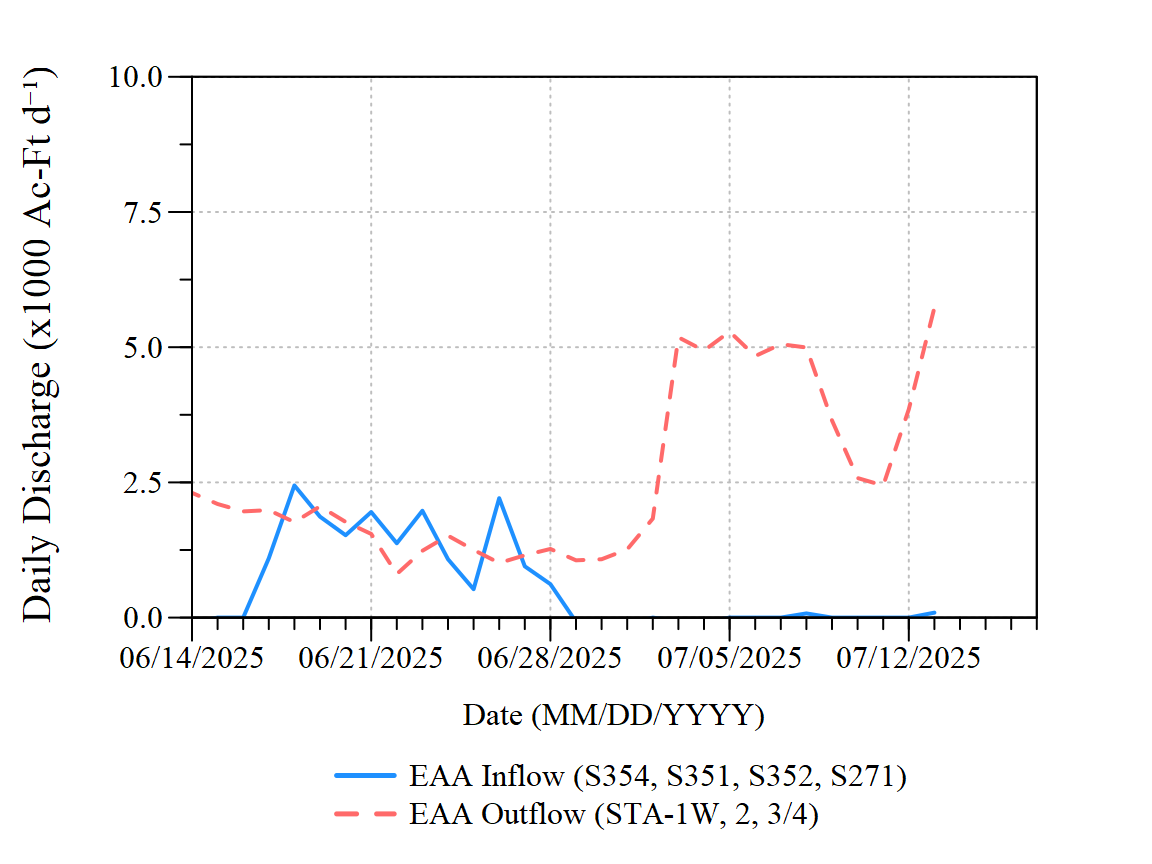 Daily Discharge (x1000 Ac-Ft d⁻¹)
10.0
7.5
5.0
2.5
0.0
06/14/2025 06/21/2025 06/28/2025 07/05/2025 07/12/2025
Date (MM/DD/YYYY)
EAA Inflow (S354, S351, S352, S271)
EAA Outflow (STA-1W, 2, 3/4)